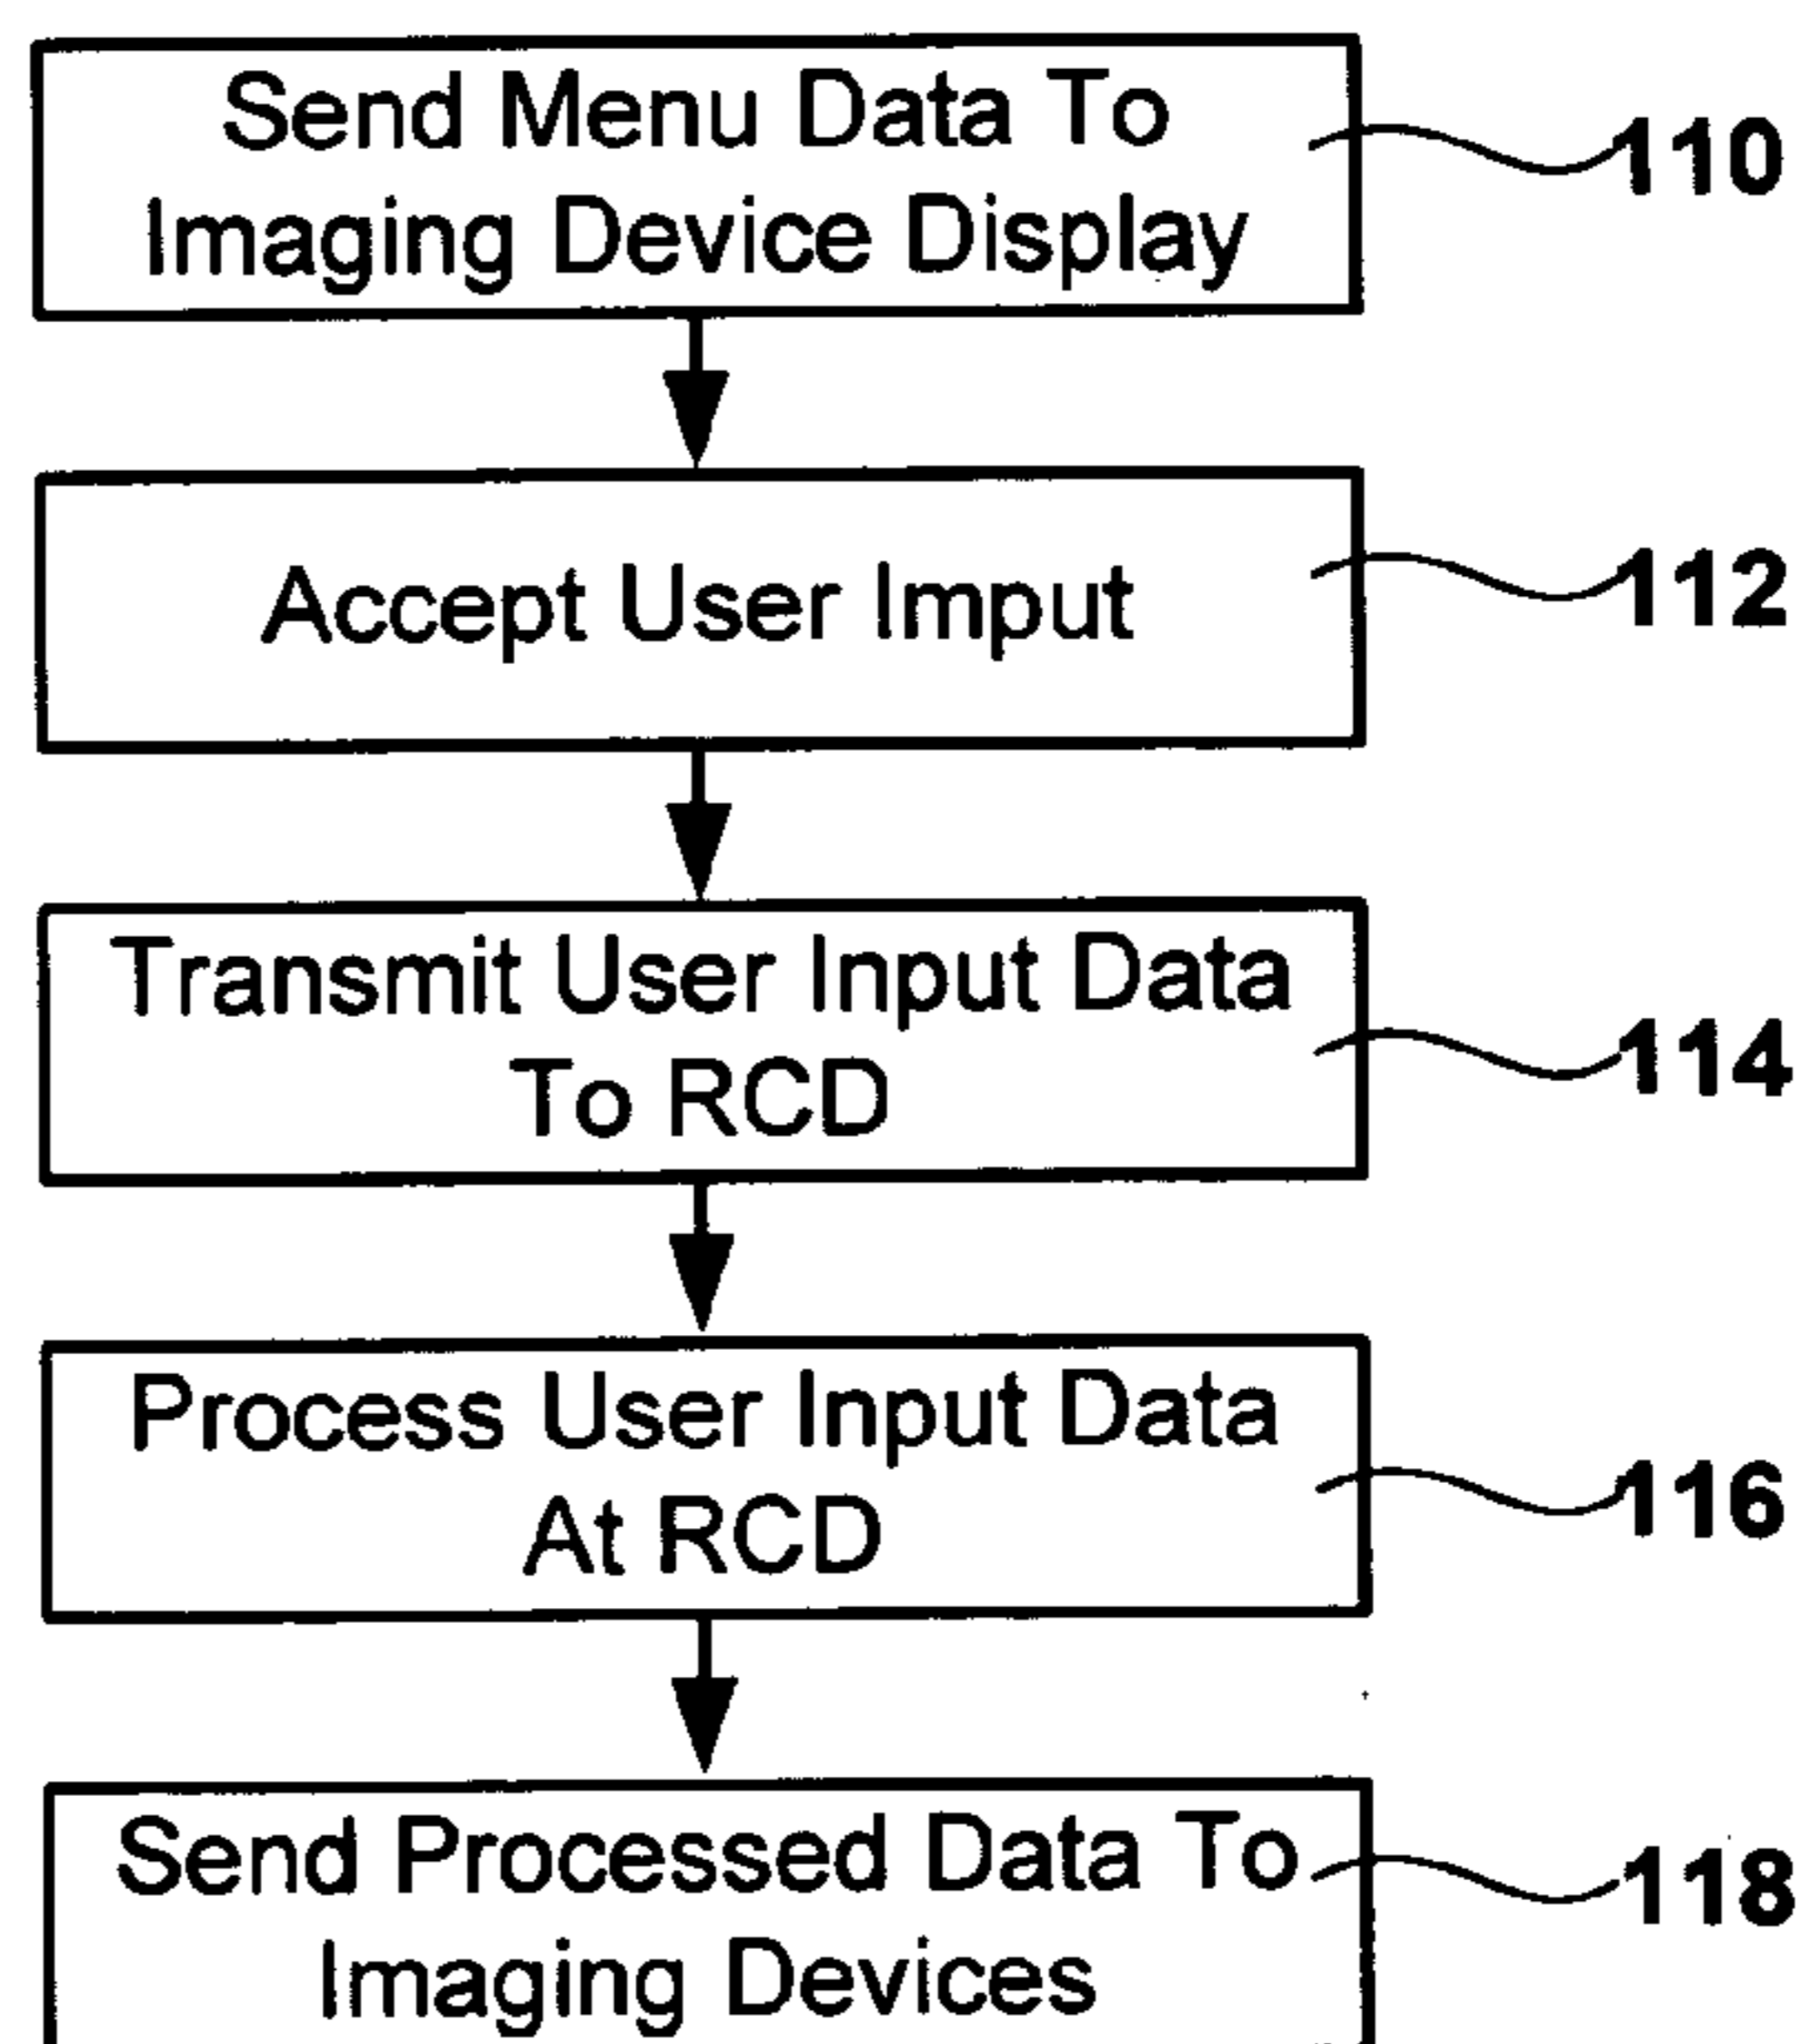 Send Menu Data To
Imaging Device Display
110
Accept User Imput
112
Transmit User Input Data
To RCD
114
Process User Input Data
At RCD
116
Send Processed Data To
Imaging Devices
118